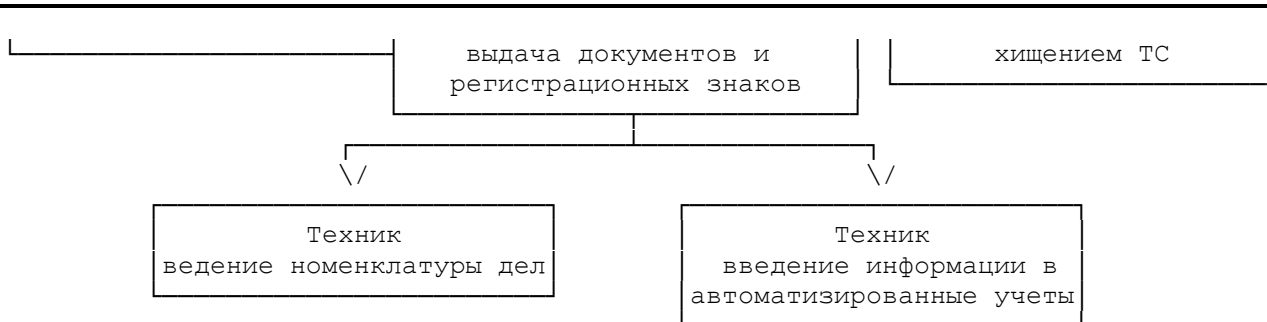 выдача документов и
хищением ТС
регистрационных знаков
Техник
Техник
ведение номенклатуры дел
введение информации в
автоматизированные учеты